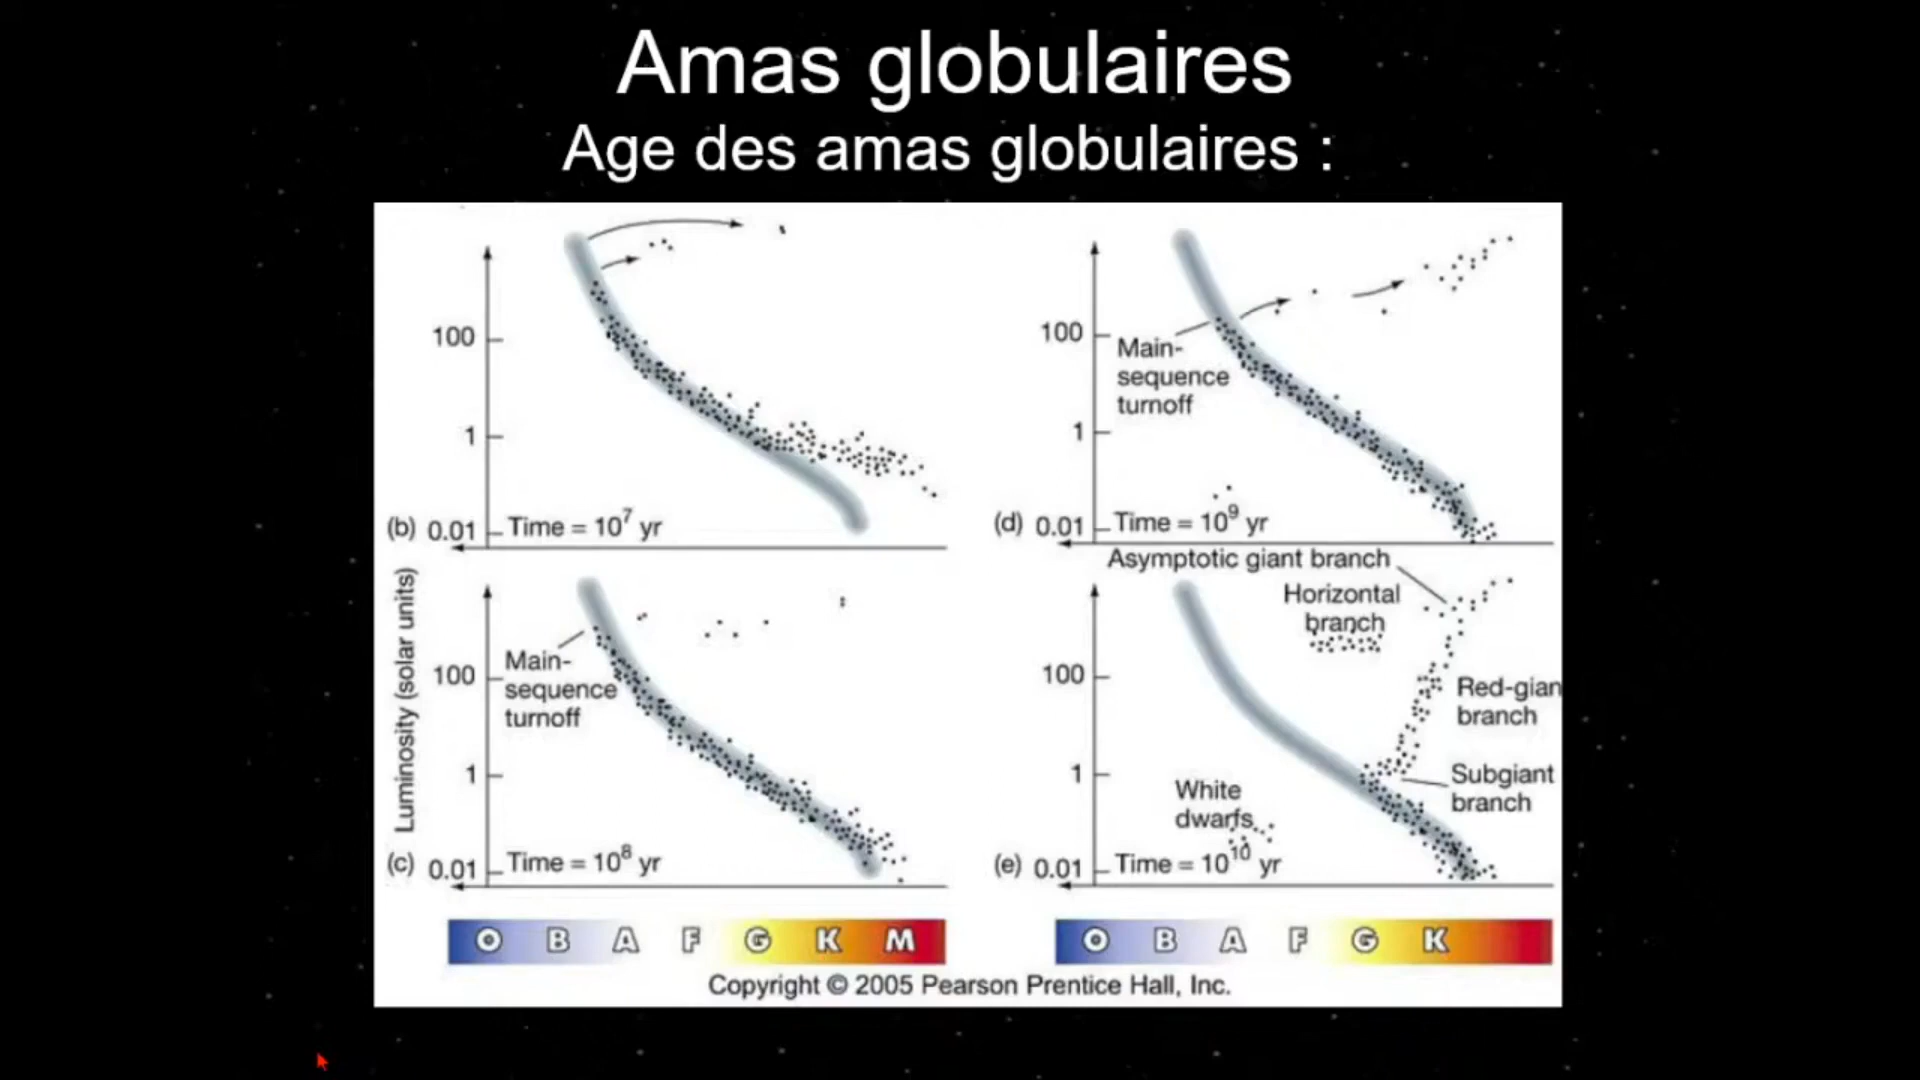 Amas globulaires
Age des amas globulaires :
100
1
(b) 0.01
Time = 10⁷ yr
100
Main-
sequence
turnoff
1
(d) 0.01
Time = 10⁹ yr
Luminosity (solar units)
Main-
sequence
turnoff
100
1
(c) 0.01
Time = 10⁸ yr
Asymptotic giant branch
Horizontal
branch
100
Red-gian
branch
1
Subgiant
branch
White
dwarfs
(e) 0.01
Time = 10¹⁰ yr
O B A F G K M
O B A F G K
Copyright © 2005 Pearson Prentice Hall, Inc.